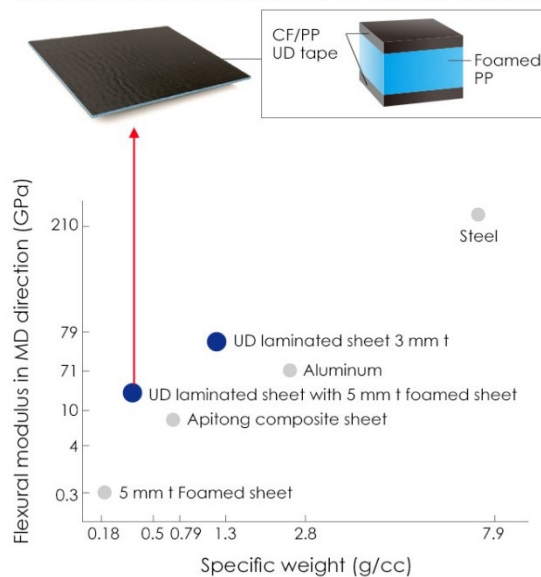 CF/PP
UD tape
Foamed
PP
Flexural modulus in MD direction (GPa)
210
79
71
10
4
0.3
Steel
UD laminated sheet 3 mm t
Aluminum
UD laminated sheet with 5 mm t foamed sheet
Apitong composite sheet
5 mm t Foamed sheet
0.18
0.5
0.79
1.3
2.8
7.9
Specific weight (g/cc)